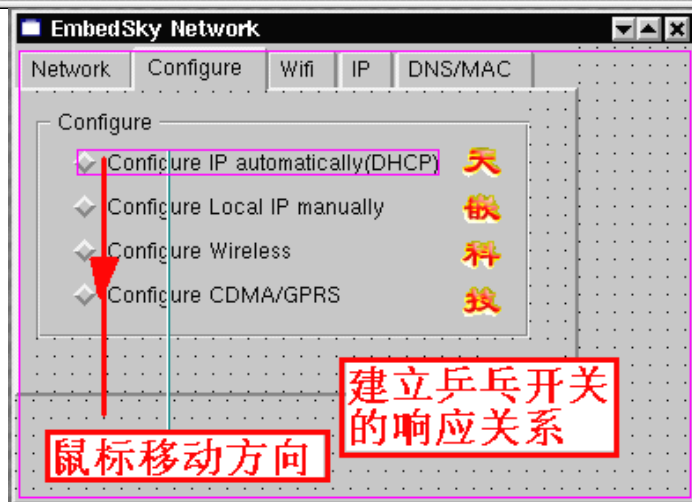 EmbedSky Network
Network Configure Wifi IP DNS/MAC
Configure
Configure IP automatically(DHCP) 天
Configure Local IP manually 嵌
Configure Wireless 科
Configure CDMA/GPRS 技
建立乒乓开关
的响应关系
鼠标移动方向